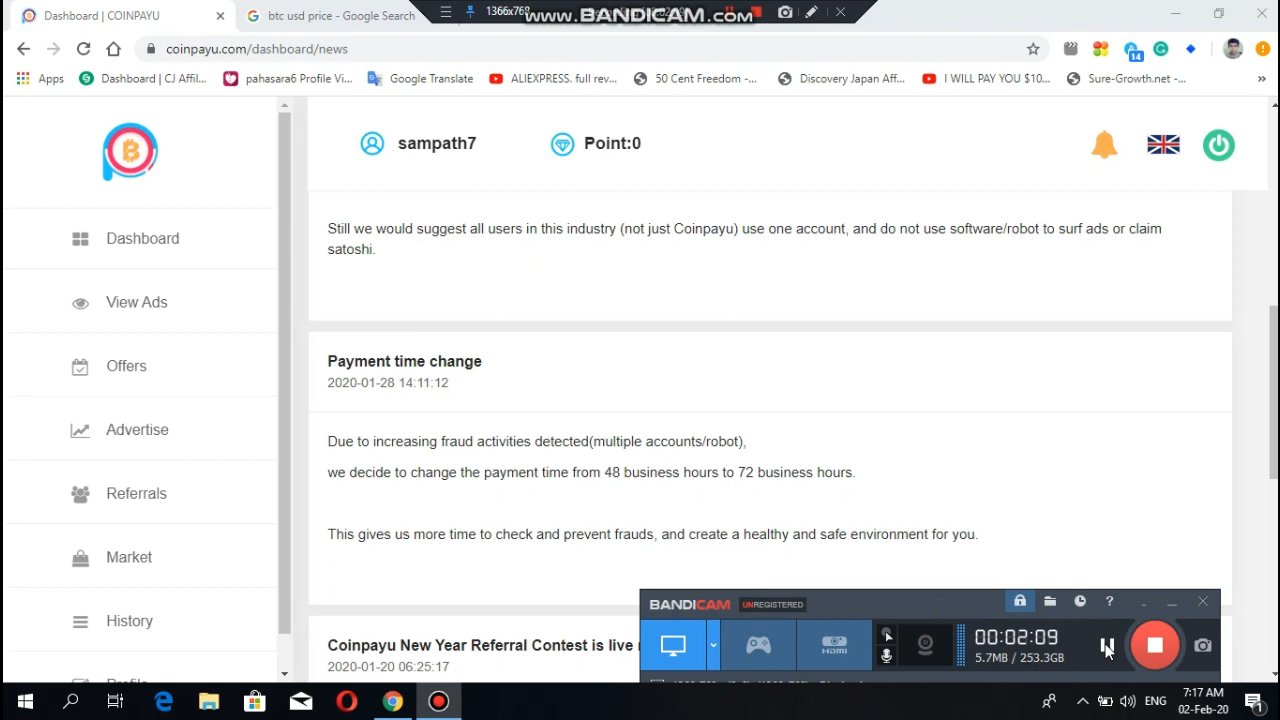 Dashboard | COINPAYU
btc usd price - Google Search
1366x768
www.BANDICAM.com
coinpayu.com/dashboard/news
14
Apps
Dashboard | CJ Affil...
pahasara6 Profile Vi...
Google Translate
ALIEXPRESS. full rev...
50 Cent Freedom -...
Discovery Japan Aff...
I WILL PAY YOU $10...
Sure-Growth.net -...
sampath7
Point:0
Dashboard
View Ads
Offers
Advertise
Referrals
Market
History
Still we would suggest all users in this industry (not just Coinpayu) use one account, and do not use software/robot to surf ads or claim
satoshi.
Payment time change
2020-01-28 14:11:12
Due to increasing fraud activities detected(multiple accounts/robot),
we decide to change the payment time from 48 business hours to 72 business hours.
This gives us more time to check and prevent frauds, and create a healthy and safe environment for you.
Coinpayu New Year Referral Contest is live
2020-01-20 06:25:17
BANDICAM UNREGISTERED
HDMI
00:02:09
5.7MB / 253.3GB
ENG
7:17 AM
02-Feb-20
1